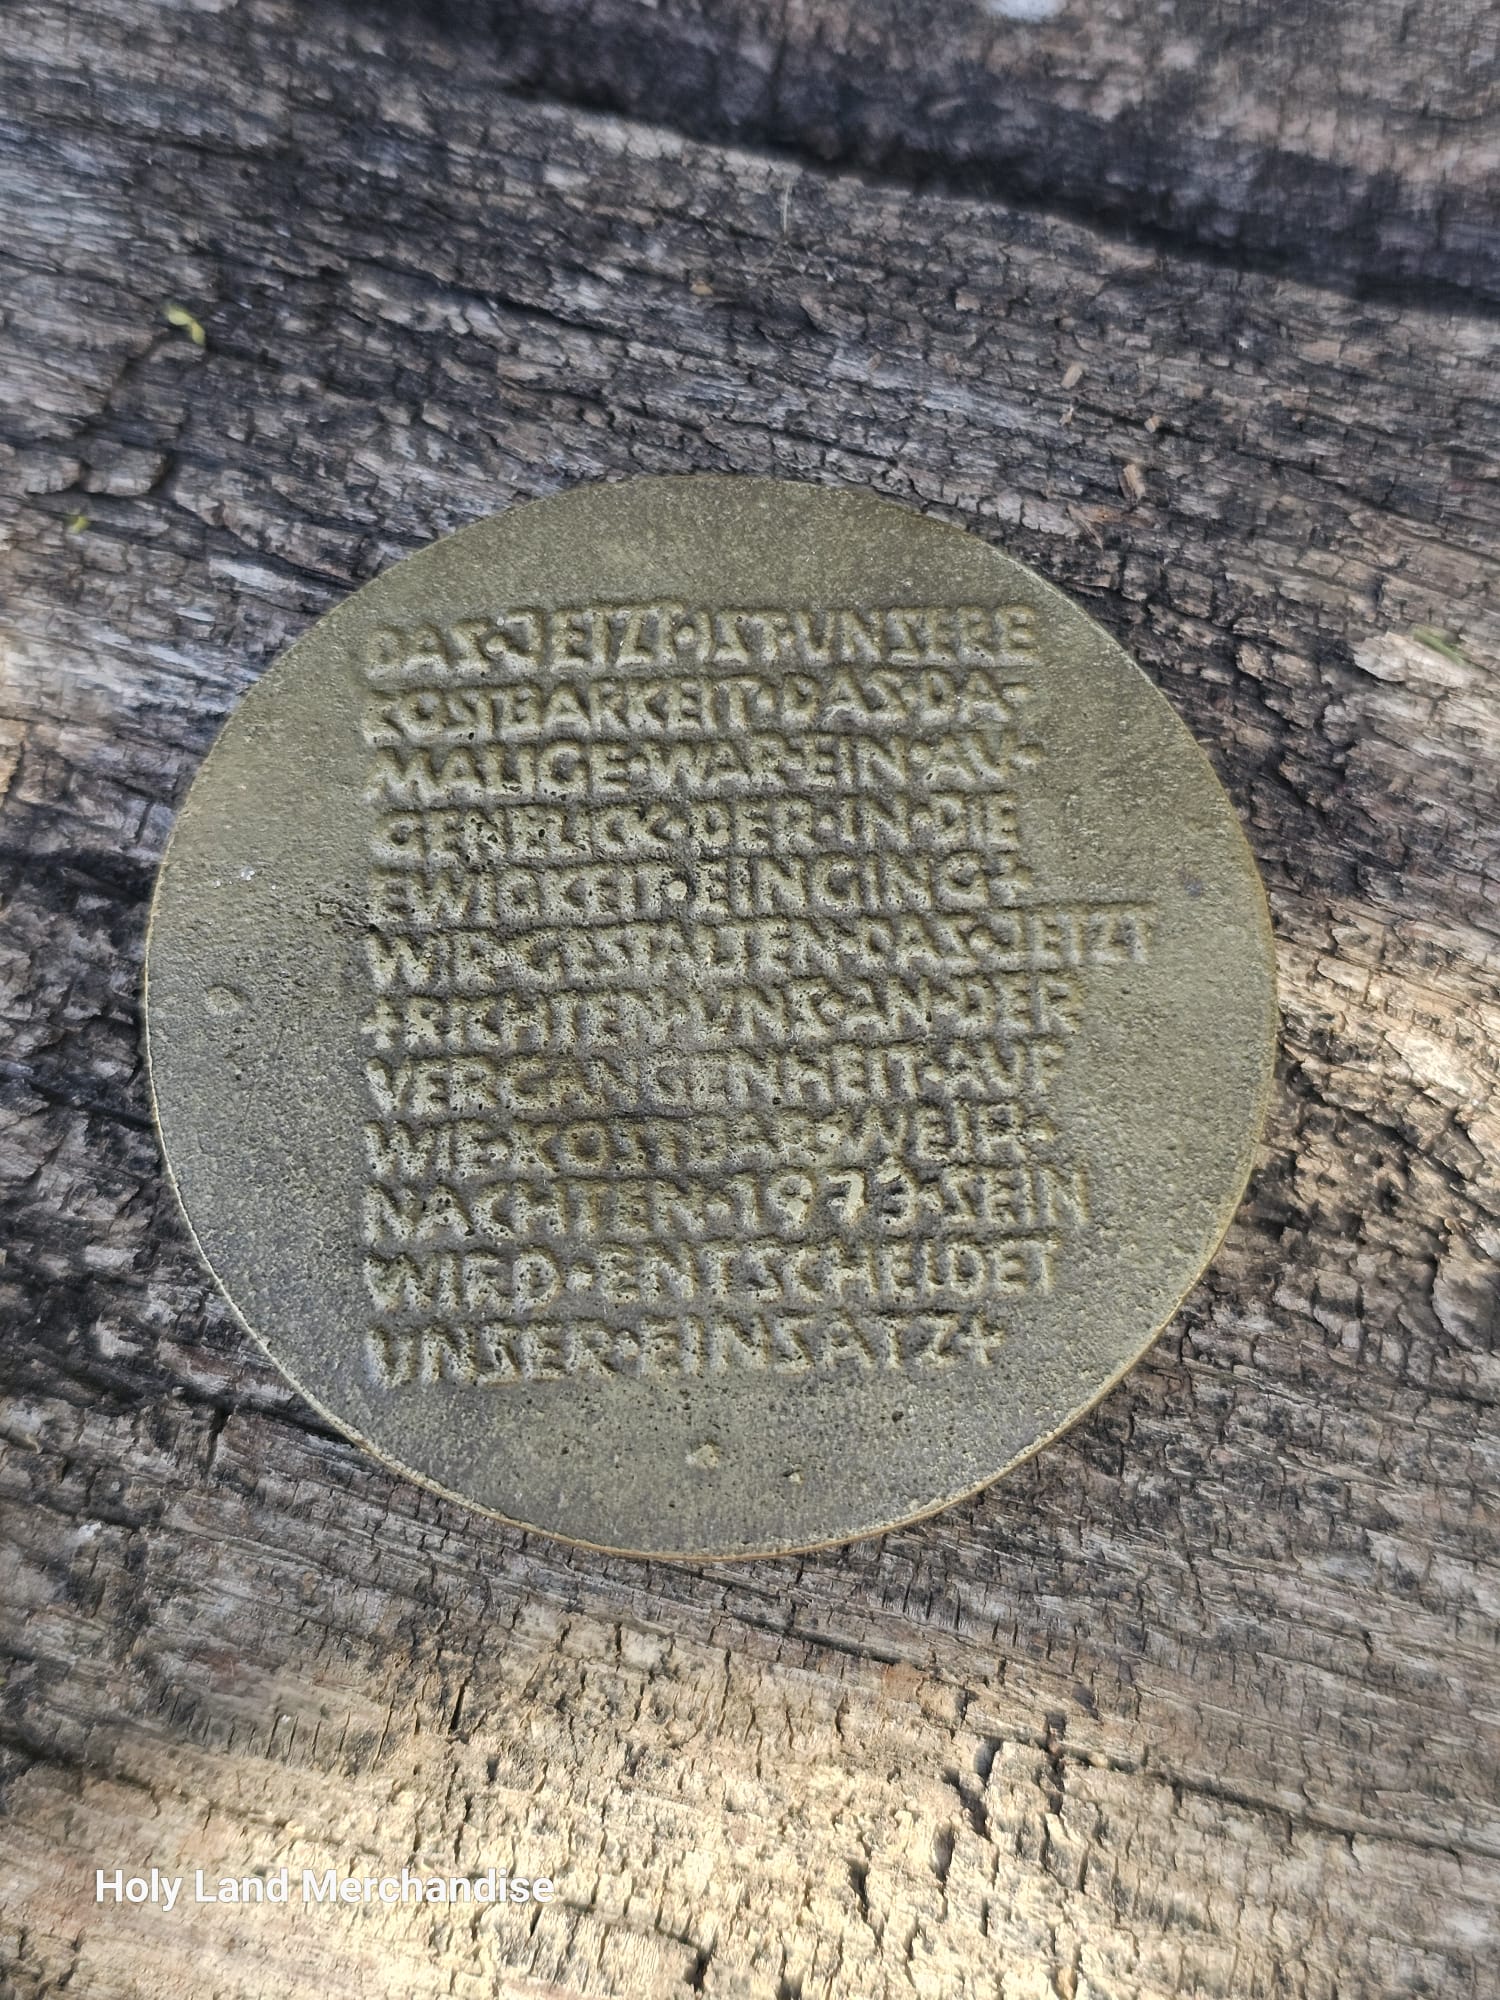 DAS·JETZT·IST·UNSERE
KOSTBARKEIT·DAS·DA-
MALIGE·WAR·EIN·AU-
GENBLICK·DER·IN·DIE
EWIGKEIT·EINGING+
WIR·GESTALTEN·DAS·JETZT
+RICHTEN·UNS·AN·DER
VERGANGENHEIT·AUF
WIE·KOSTBAR·WEIH-
NACHTEN·1973·SEIN
WIRD·ENTSCHEIDET
UNSER·EINSATZ+
Holy Land Merchandise